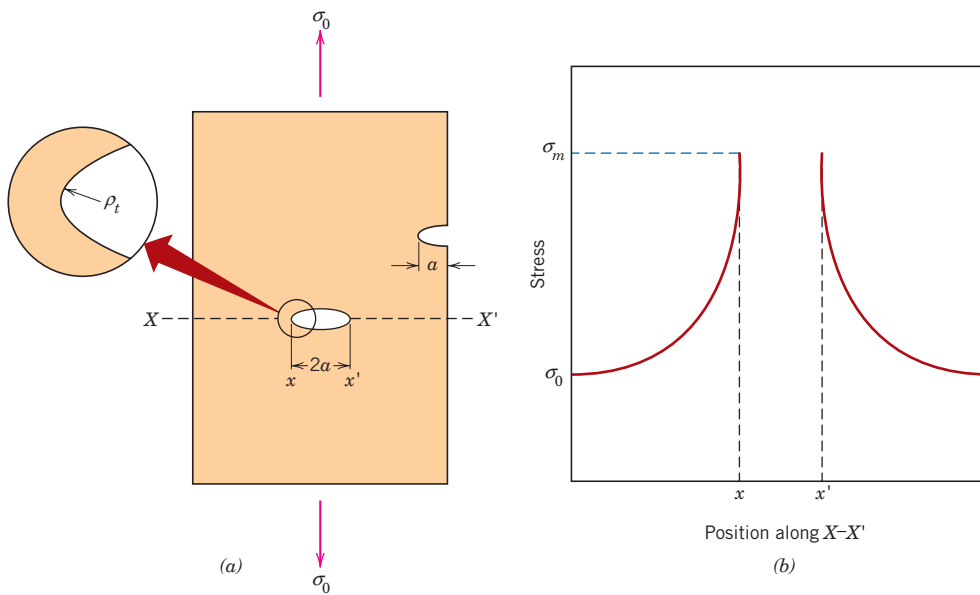 σ₀
ρₜ
a
X
X'
2a
x
x'
σ₀
(a)
σₘ
Stress
σ₀
x
x'
Position along X–X'
(b)